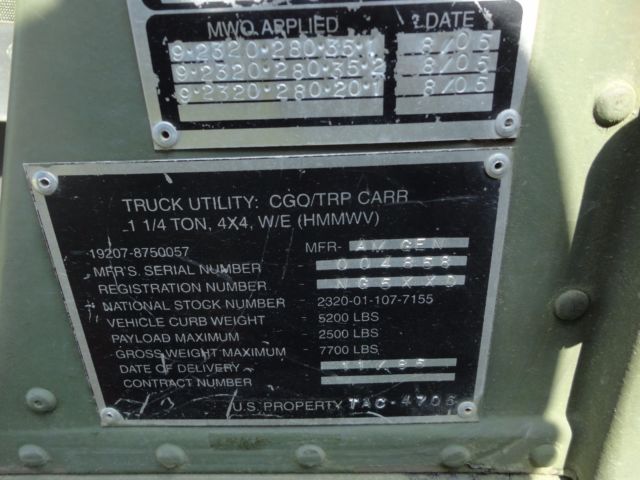 MWO APPLIED DATE
9-2320-280-35-1 8/05
9-2320-280-35-2 8/05
9-2320-280-20-1 8/05
TRUCK UTILITY: CGO/TRP CARR
1 1/4 TON, 4X4, W/E (HMMWV)
19207-8750057 MFR- AM GEN
MFR'S. SERIAL NUMBER - 004858
REGISTRATION NUMBER -
NATIONAL STOCK NUMBER - 2320-01-107-7155
VEHICLE CURB WEIGHT - 5200 LBS
PAYLOAD MAXIMUM - 2500 LBS
GROSS WEIGHT MAXIMUM - 7700 LBS
DATE OF DELIVERY -
CONTRACT NUMBER -
U.S. PROPERTY TAC-4706